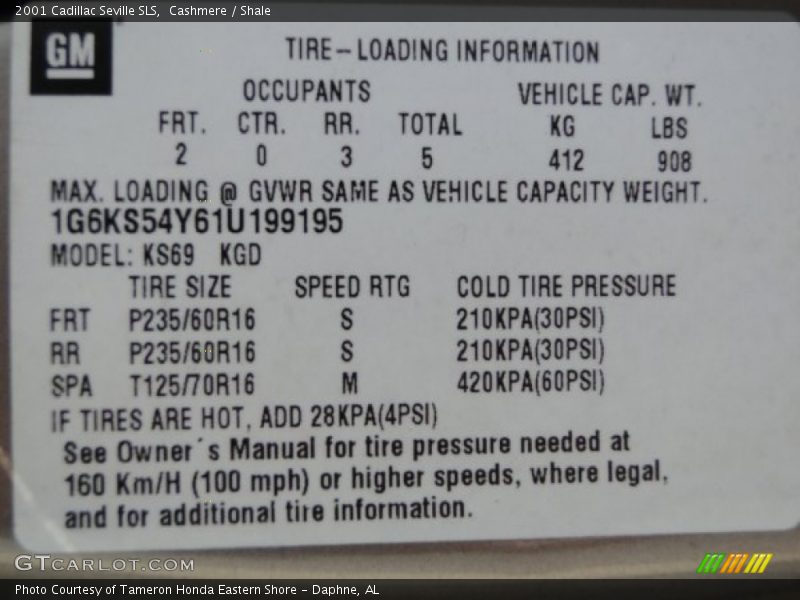 2001 Cadillac Seville SLS,  Cashmere / Shale
GM
TIRE-LOADING INFORMATION
OCCUPANTS VEHICLE CAP. WT.
FRT. CTR. RR. TOTAL KG LBS
2 0 3 5 412 908
MAX. LOADING @ GVWR SAME AS VEHICLE CAPACITY WEIGHT.
1G6KS54Y61U199195
MODEL: KS69 KGD
TIRE SIZE SPEED RTG COLD TIRE PRESSURE
FRT P235/60R16 S 210KPA(30PSI)
RR P235/60R16 S 210KPA(30PSI)
SPA T125/70R16 M 420KPA(60PSI)
IF TIRES ARE HOT, ADD 28KPA(4PSI)
See Owner´s Manual for tire pressure needed at
160 Km/H (100 mph) or higher speeds, where legal,
and for additional tire information.
GTCARLOT.COM
Photo Courtesy of Tameron Honda Eastern Shore - Daphne, AL